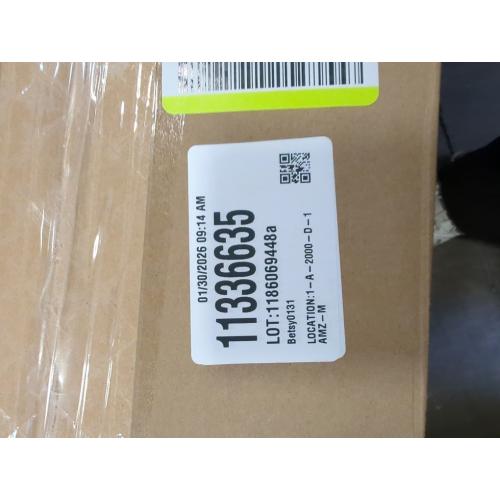 01/30/2026 09:14 AM
11336635
LOT:1186069448a
Betsy0131
LOCATION:1-A-2000-D-1
AMZ-M